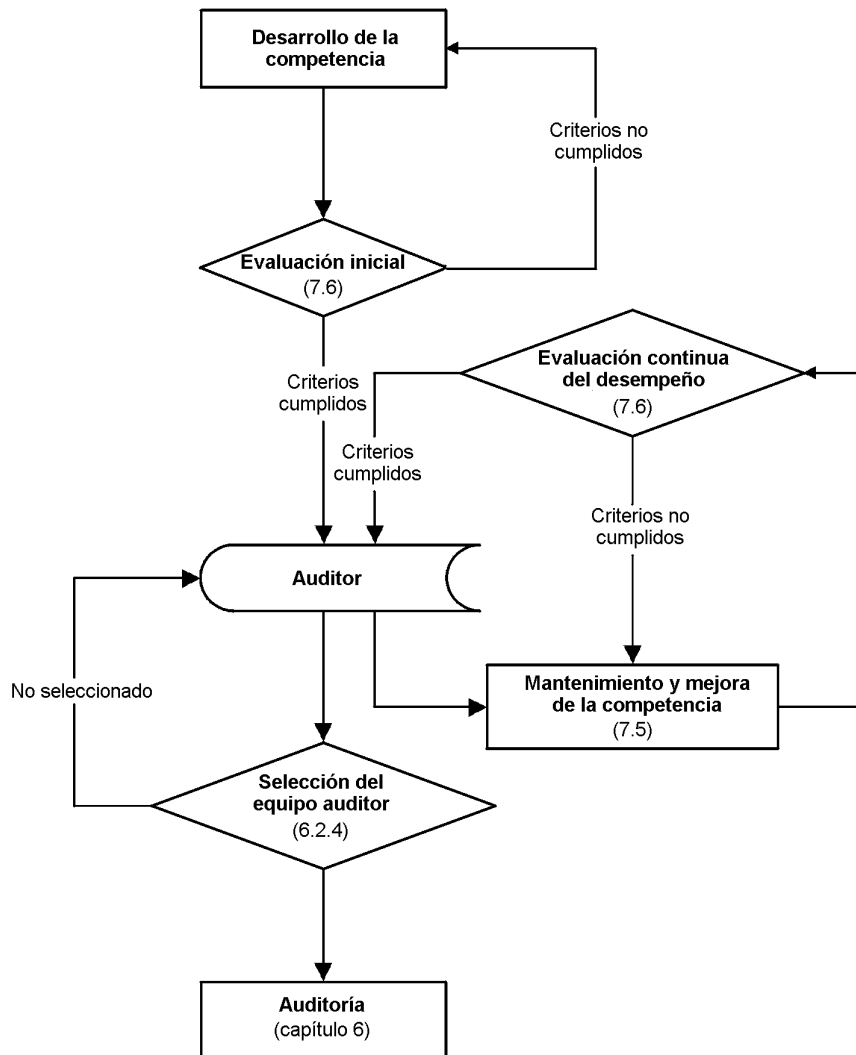 Desarrollo de la
competencia
Criterios no
cumplidos
Evaluación inicial
(7.6)
Evaluación continua
del desempeño
(7.6)
Criterios
cumplidos
Criterios
cumplidos
Criterios no
cumplidos
Auditor
No seleccionado
Mantenimiento y mejora
de la competencia
(7.5)
Selección del
equipo auditor
(6.2.4)
Auditoría
(capítulo 6)